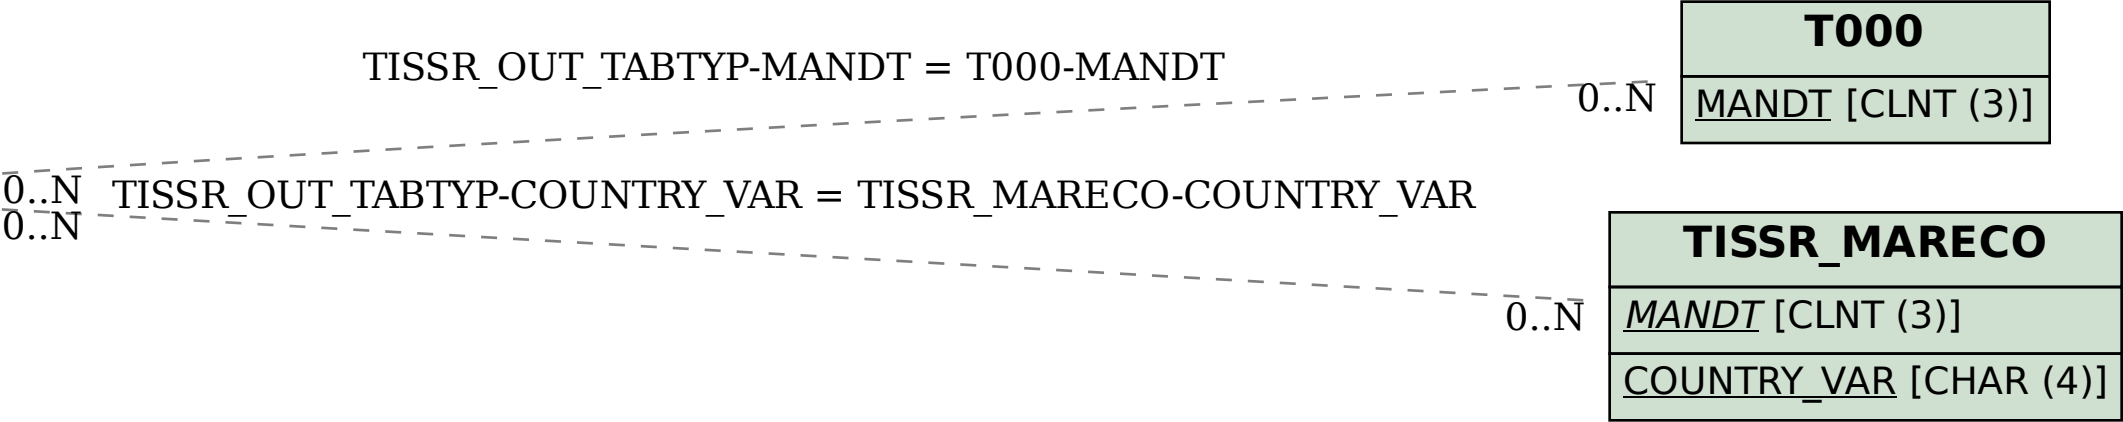 T000
TISSR_OUT_TABTYP-MANDT = T000-MANDT
0..N
MANDT [CLNT (3)]
0..N
TISSR_OUT_TABTYP-COUNTRY_VAR = TISSR_MARECO-COUNTRY_VAR
0..N
TISSR_MARECO
0..N
MANDT [CLNT (3)]
COUNTRY_VAR [CHAR (4)]